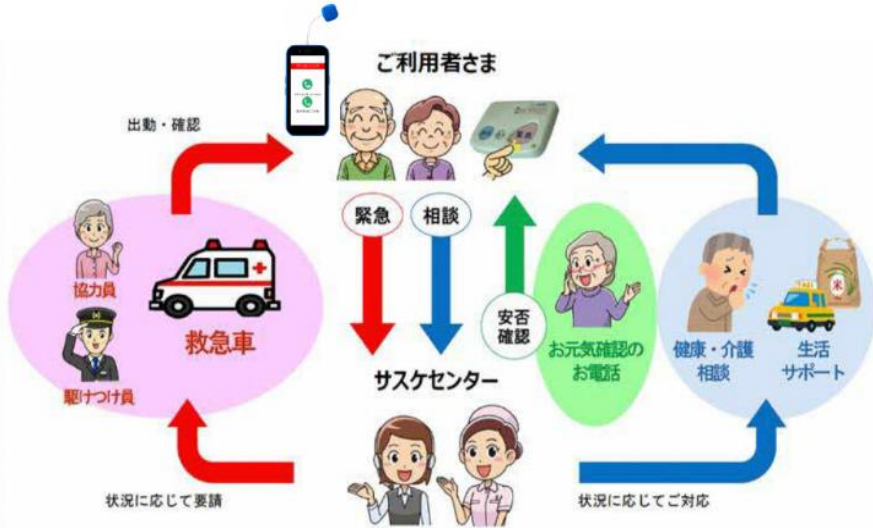 ご利用者さま
出動・確認
緊急
相談
協力員
救急車
駆けつけ員
安否
確認
お元気確認の
お電話
健康・介護
相談
TAXI
米
生活
サポート
サスケセンター
状況に応じて要請
状況に応じてご対応